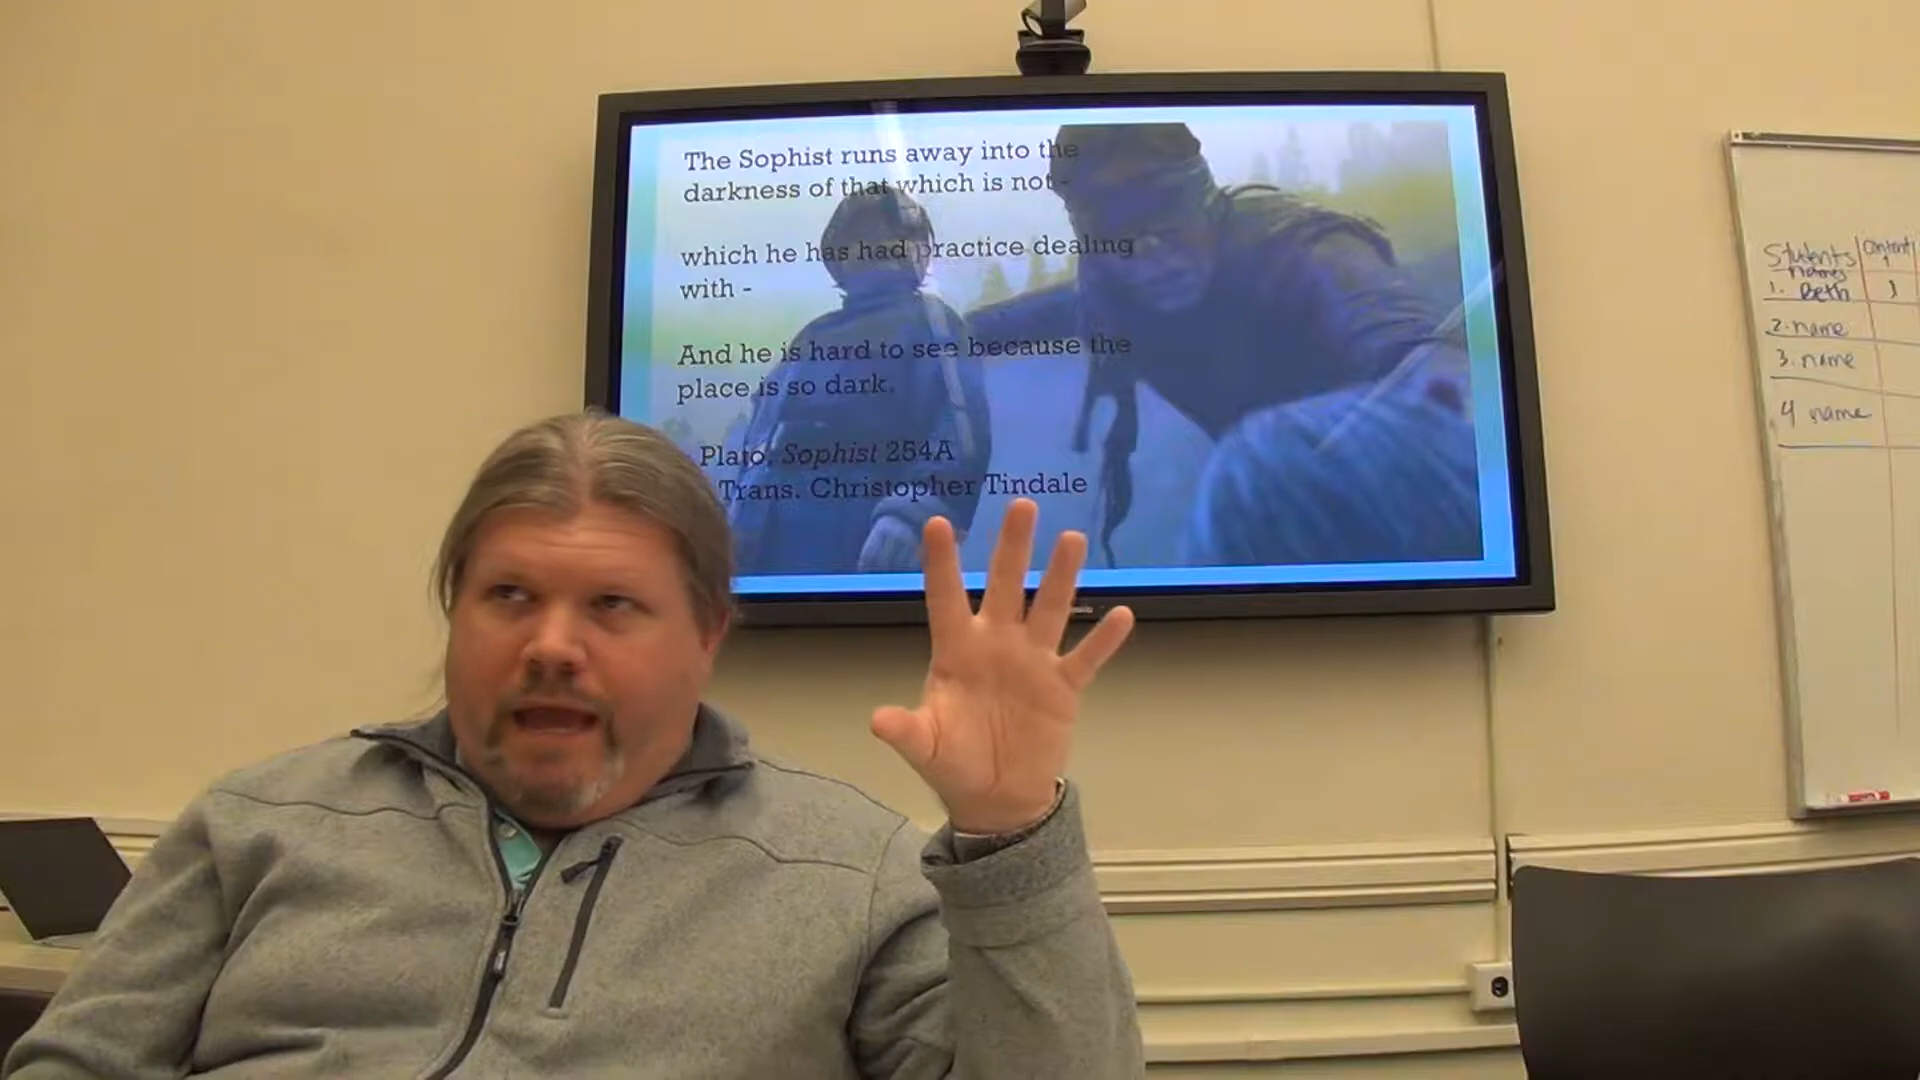 The Sophist runs away into the
darkness of that which is not -
which he has had practice dealing
with -
And he is hard to see because the
place is so dark.
Plato, Sophist 254A
Trans. Christopher Tindale
Students
names
Content
1. Beth 1
2. name
3. name
4 name